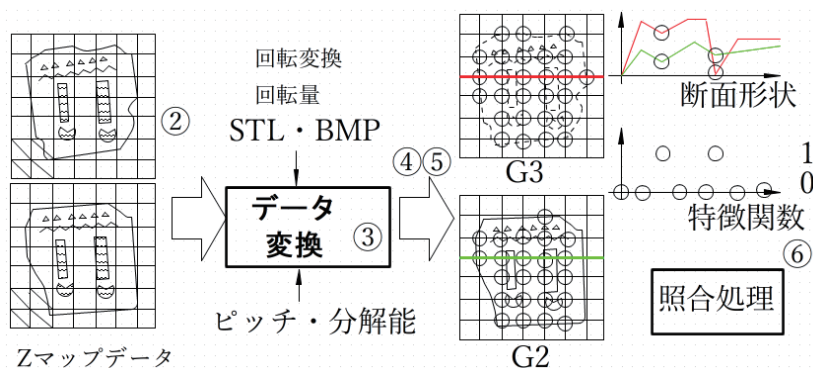 回転変換
回転量
STL・BMP
②
④⑤
データ
変換
③
ピッチ・分解能
Zマップデータ
G3
G2
断面形状
1
0
特徴関数
⑥
照合処理